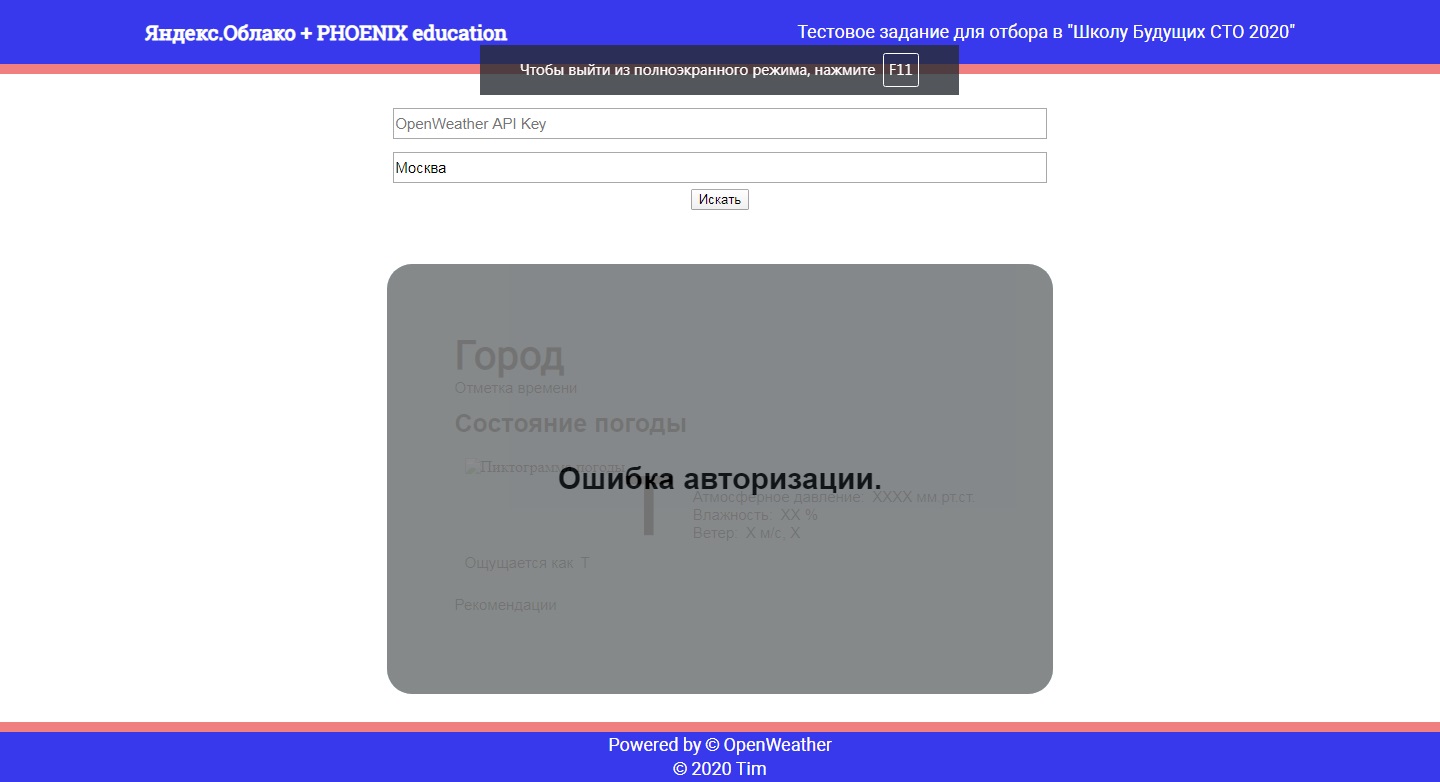 Яндекс.Облако + PHOENIX education
Тестовое задание для отбора в "Школу Будущих CTO 2020"
Чтобы выйти из полноэкранного режима, нажмите F11
OpenWeather API Key
Москва
Искать
Город
Отметка времени
Состояние погоды
Пиктограмма погоды
Ошибка авторизации.
T
Атмосферное давление: XXXX мм.рт.ст.
Влажность: XX %
Ветер: X м/с, X
Ощущается как T
Рекомендации
Powered by © OpenWeather
© 2020 Tim